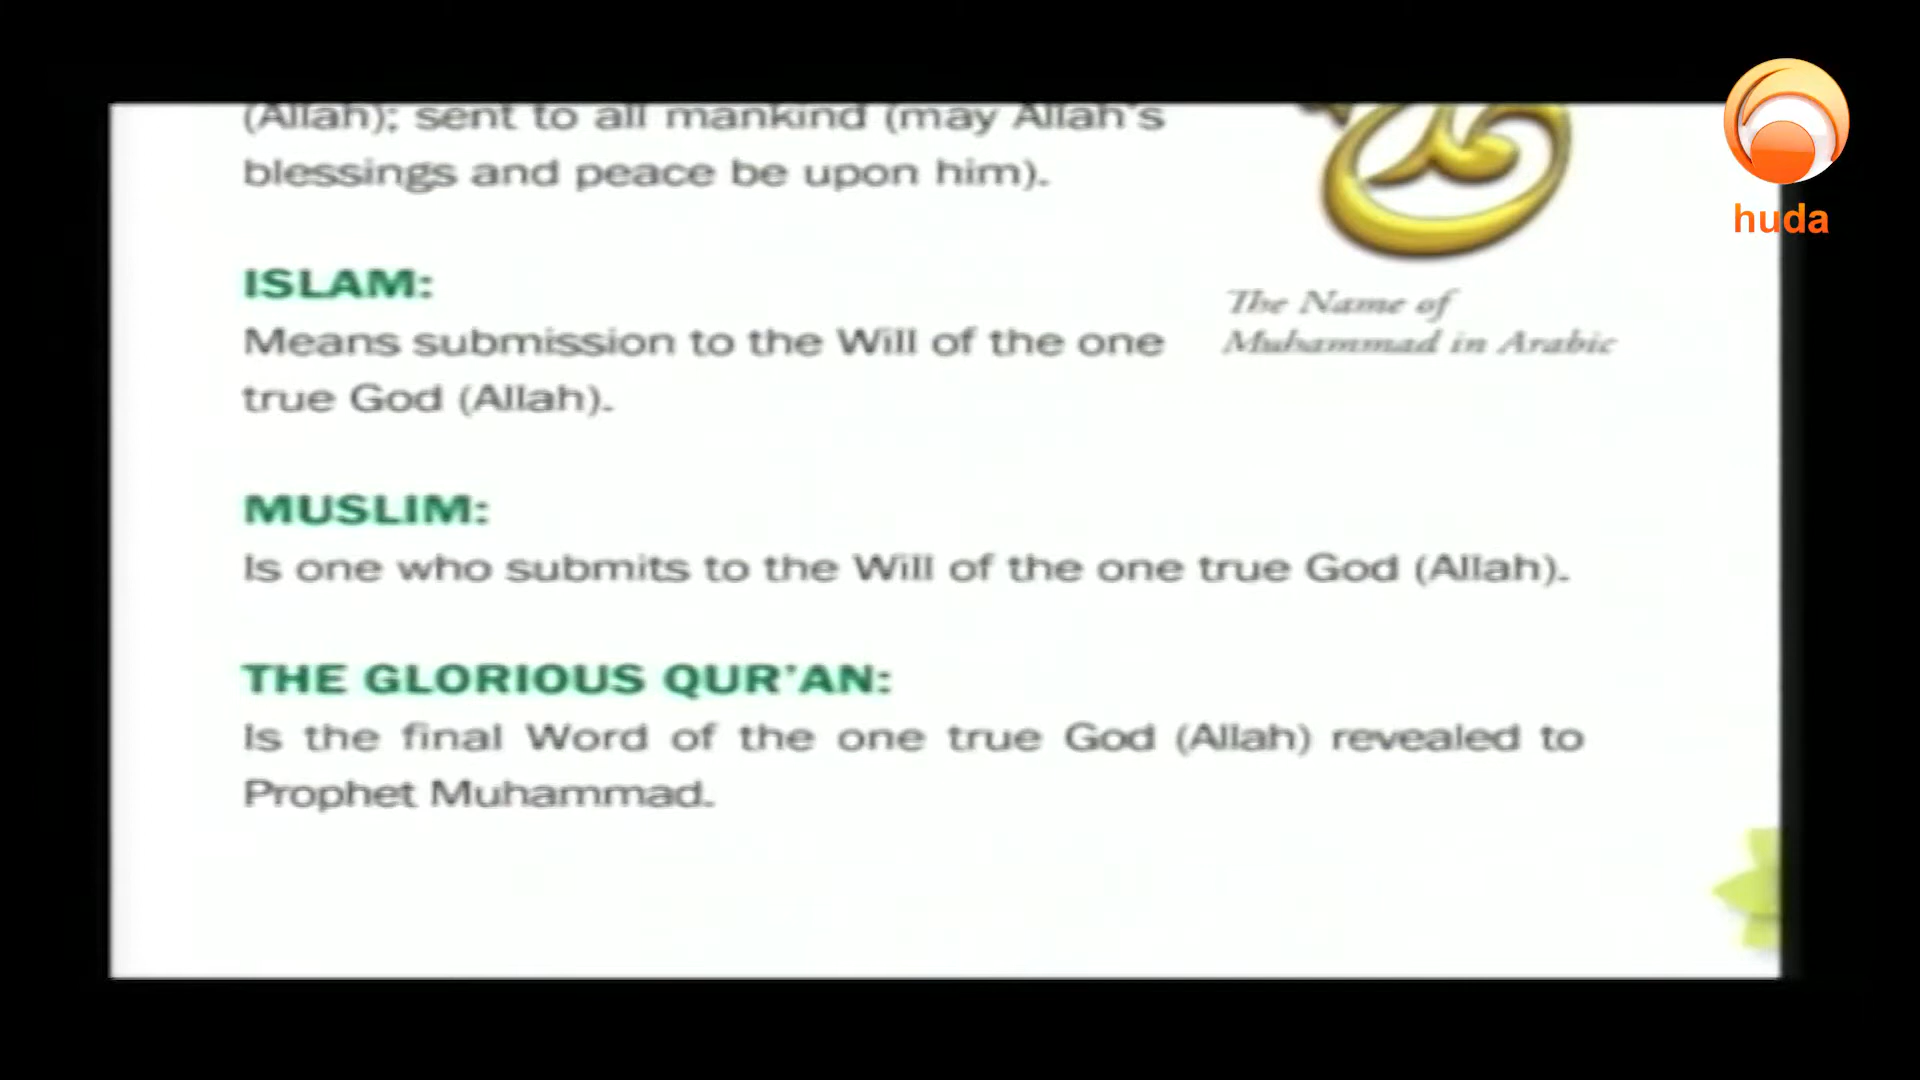 (Allah); sent to all mankind (may Allah's
blessings and peace be upon him).
huda
ISLAM:
Means submission to the Will of the one
true God (Allah).
The Name of
Muhammad in Arabic
MUSLIM:
Is one who submits to the Will of the one true God (Allah).
THE GLORIOUS QUR'AN:
Is the final Word of the one true God (Allah) revealed to
Prophet Muhammad.